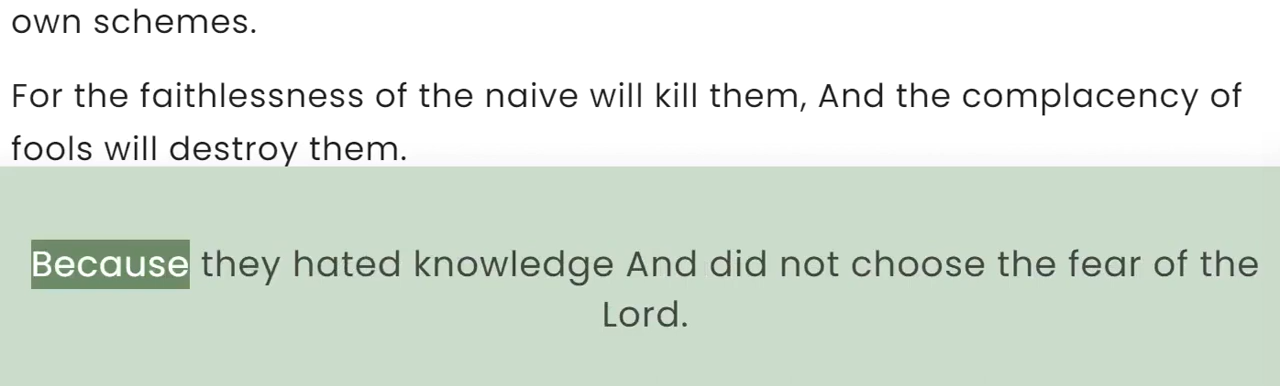 own schemes.
For the faithlessness of the naive will kill them, And the complacency of
fools will destroy them.
Because they hated knowledge And did not choose the fear of the
Lord.